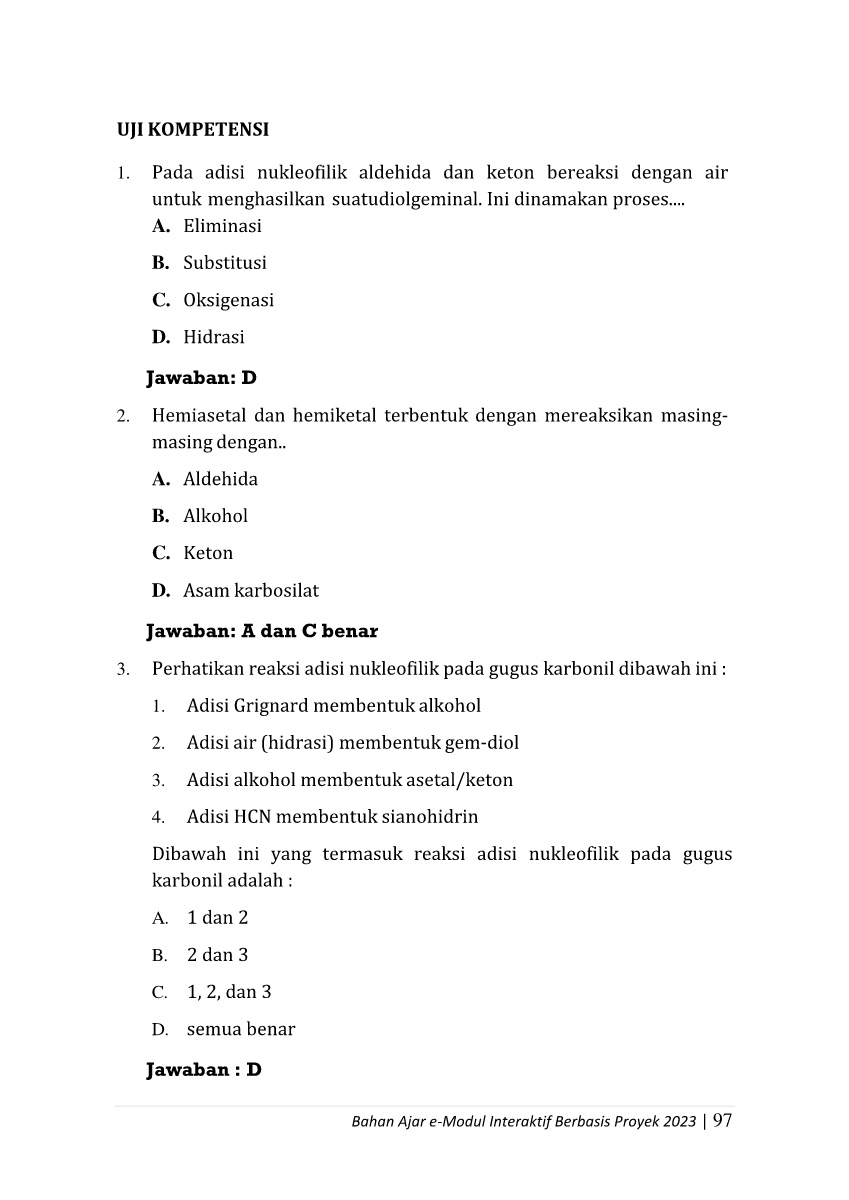 UJI KOMPETENSI
1. Pada adisi nukleofilik aldehida dan keton bereaksi dengan air
untuk menghasilkan suatudiolgeminal. Ini dinamakan proses....
A. Eliminasi
B. Substitusi
C. Oksigenasi
D. Hidrasi
Jawaban: D
2. Hemiasetal dan hemiketal terbentuk dengan mereaksikan masing-
masing dengan..
A. Aldehida
B. Alkohol
C. Keton
D. Asam karbosilat
Jawaban: A dan C benar
3. Perhatikan reaksi adisi nukleofilik pada gugus karbonil dibawah ini :
1. Adisi Grignard membentuk alkohol
2. Adisi air (hidrasi) membentuk gem-diol
3. Adisi alkohol membentuk asetal/keton
4. Adisi HCN membentuk sianohidrin
Dibawah ini yang termasuk reaksi adisi nukleofilik pada gugus
karbonil adalah :
A. 1 dan 2
B. 2 dan 3
C. 1, 2, dan 3
D. semua benar
Jawaban : D
Bahan Ajar e-Modul Interaktif Berbasis Proyek 2023 | 97